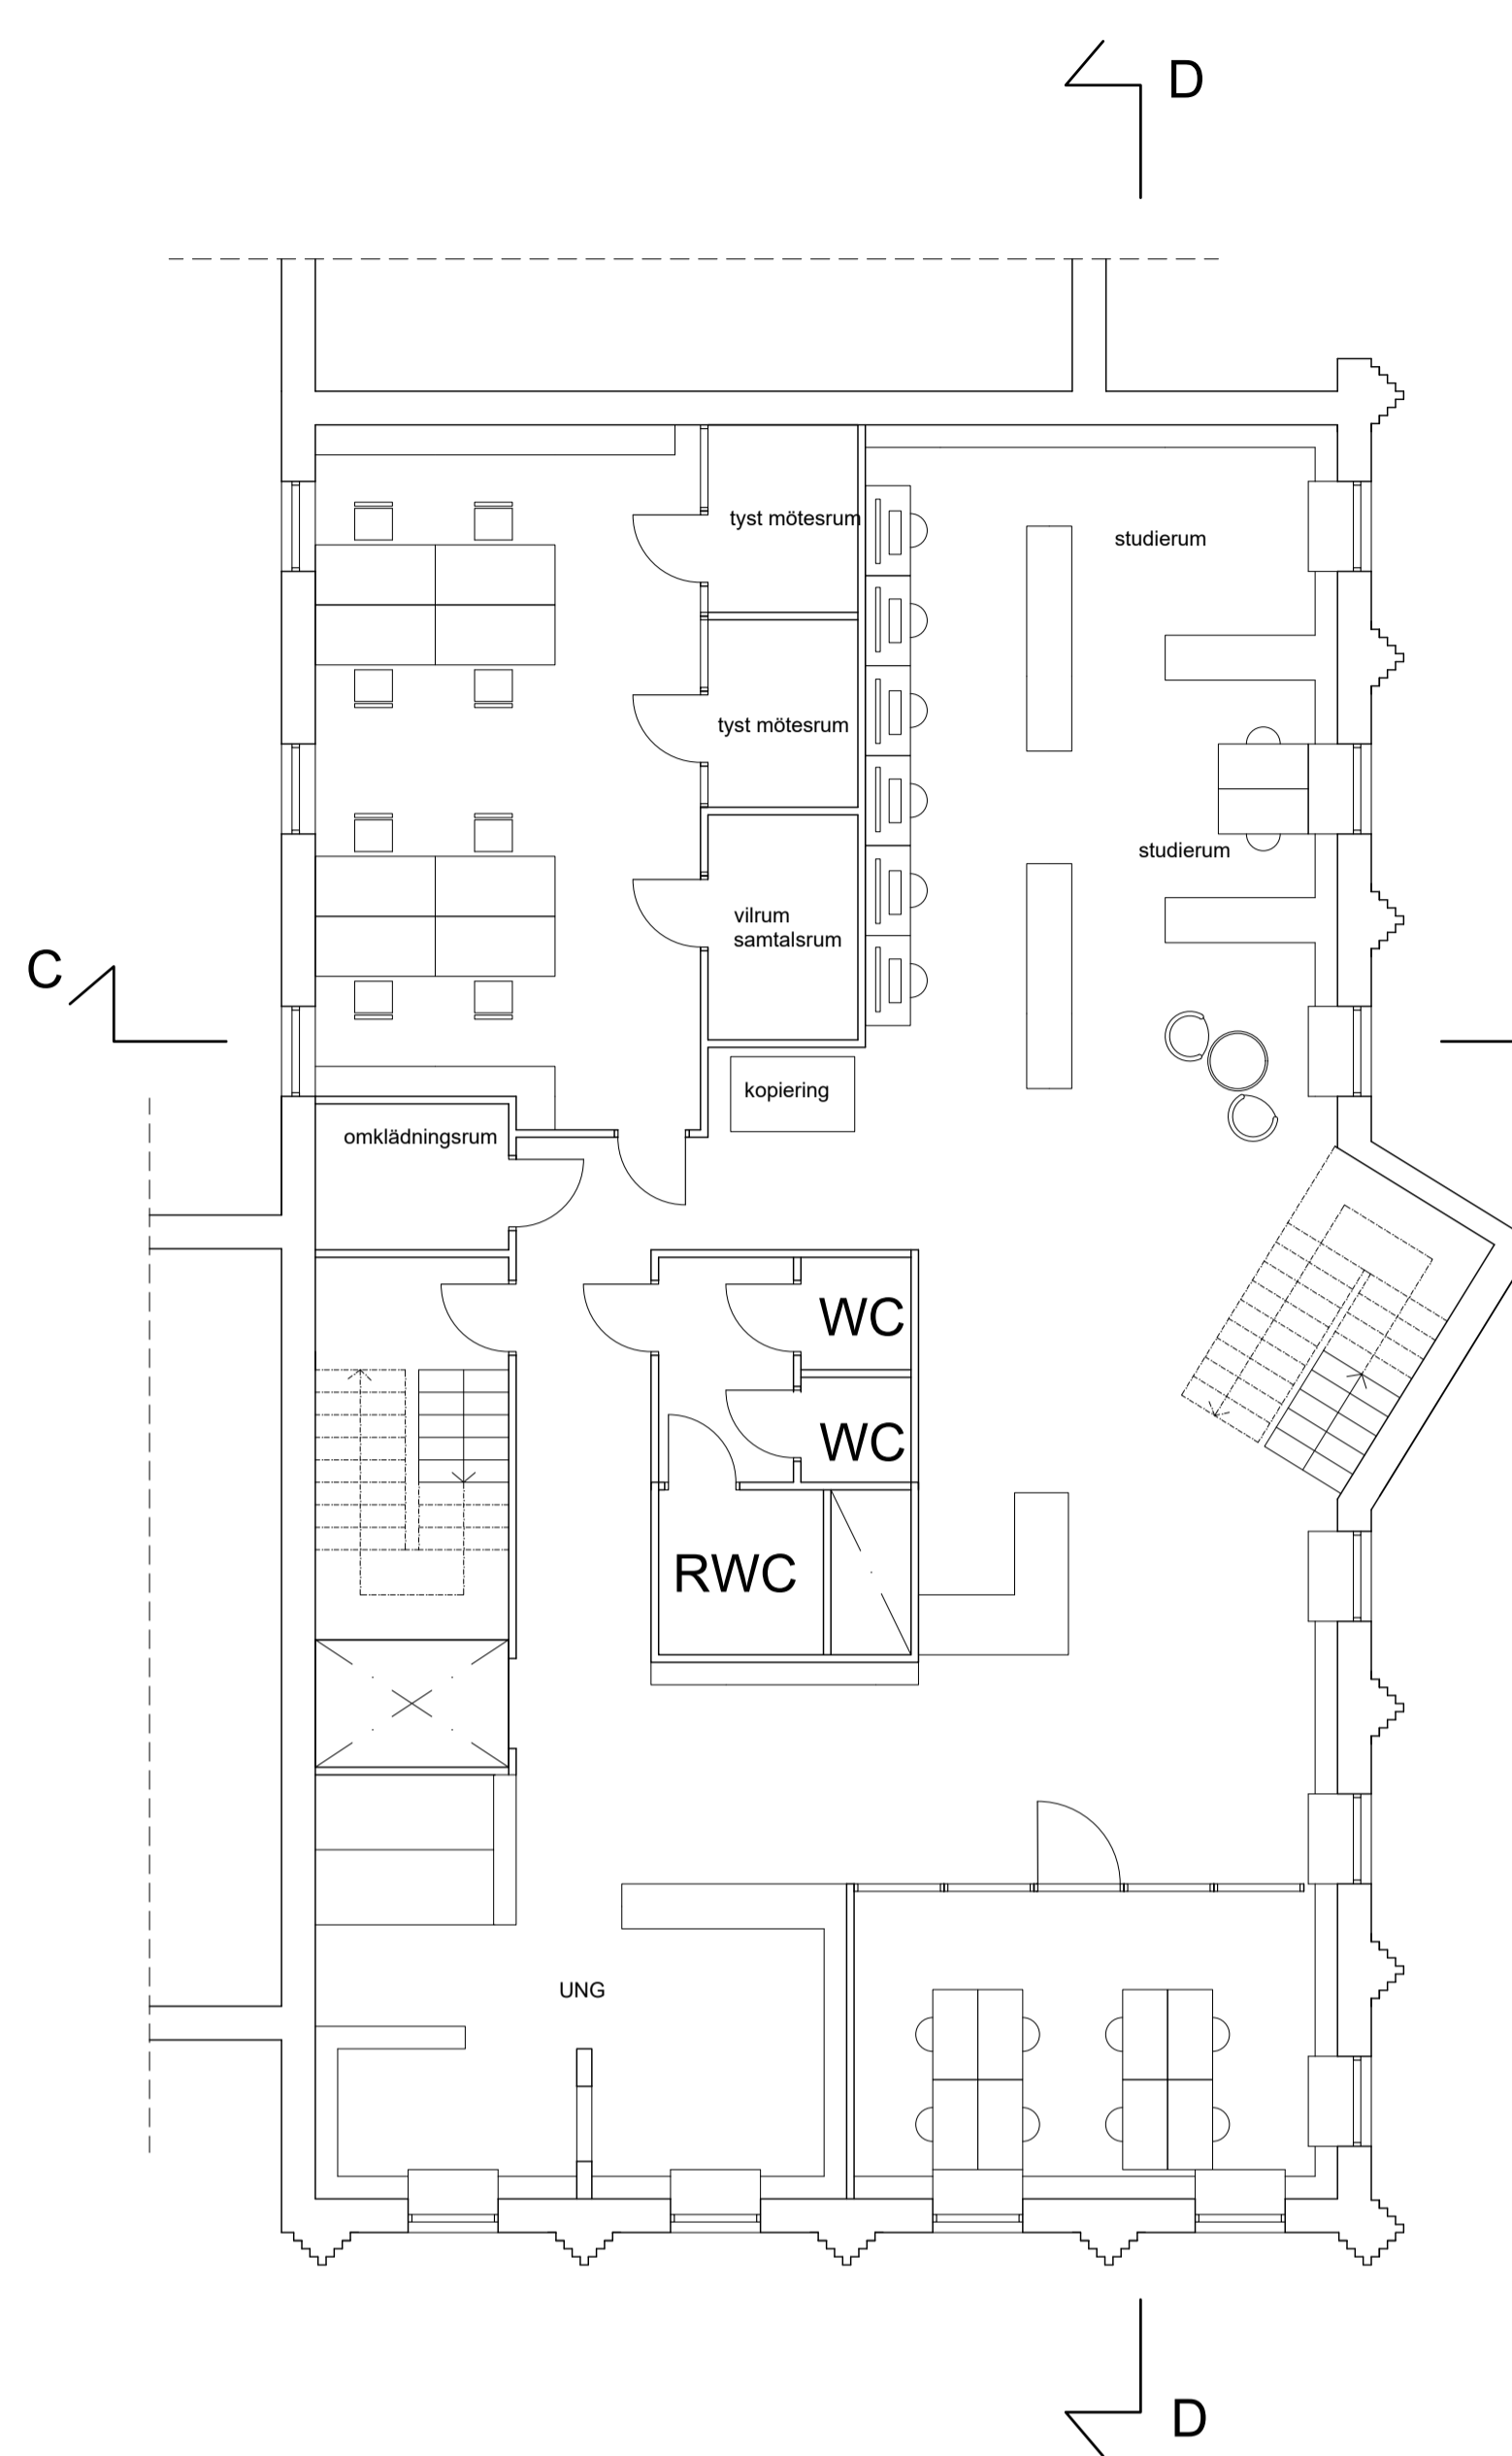 D
tyst mötesrum
studierum
tyst mötesrum
studierum
vilrum
samtalsrum
C
kopiering
omklädningsrum
WC
WC
RWC
UNG
D